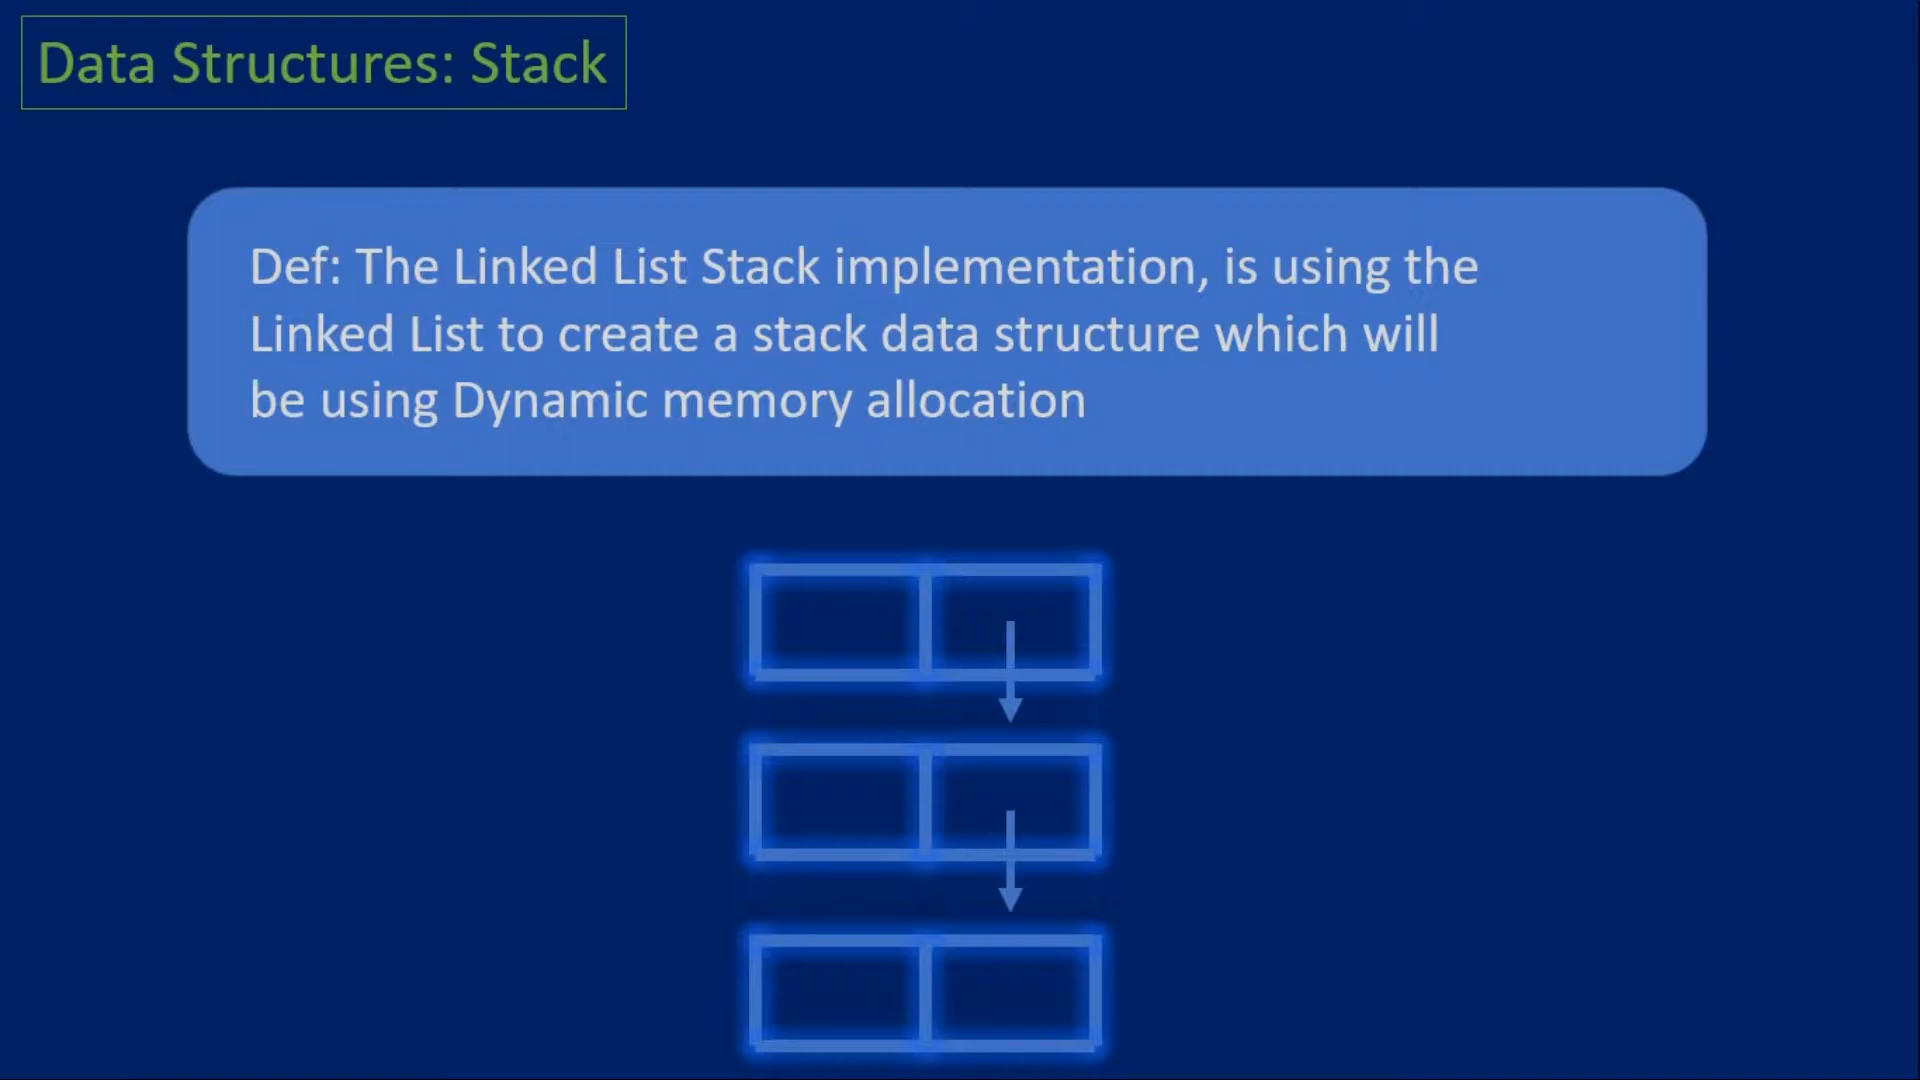 Data Structures: Stack
Def: The Linked List Stack implementation, is using the
Linked List to create a stack data structure which will
be using Dynamic memory allocation